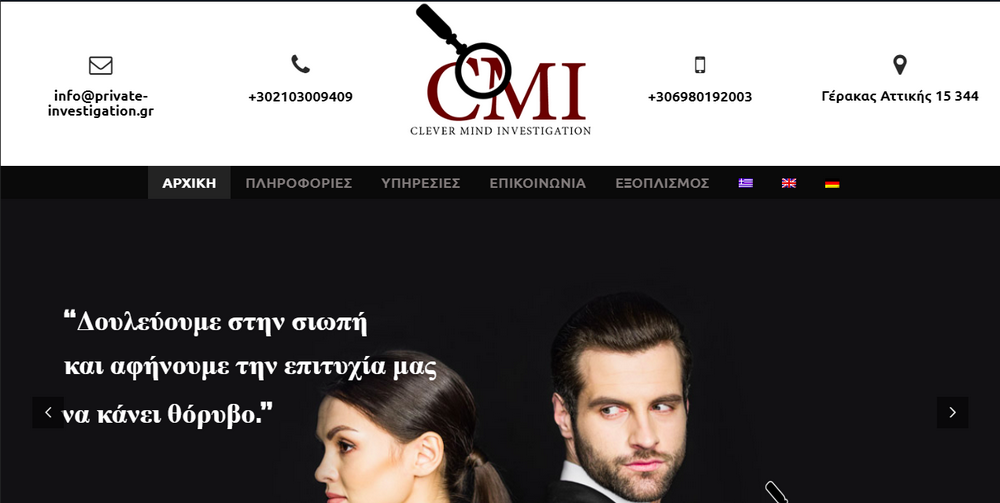 info@private-
investigation.gr
+302103009409
CMI
CLEVER MIND INVESTIGATION
+306980192003
Γέρακας Αττικής 15 344
ΑΡΧΙΚΗ ΠΛΗΡΟΦΟΡΙΕΣ ΥΠΗΡΕΣΙΕΣ ΕΠΙΚΟΙΝΩΝΙΑ ΕΞΟΠΛΙΣΜΟΣ
“Δουλεύουμε στην σιωπή
και αφήνουμε την επιτυχία μας
να κάνει θόρυβο.”